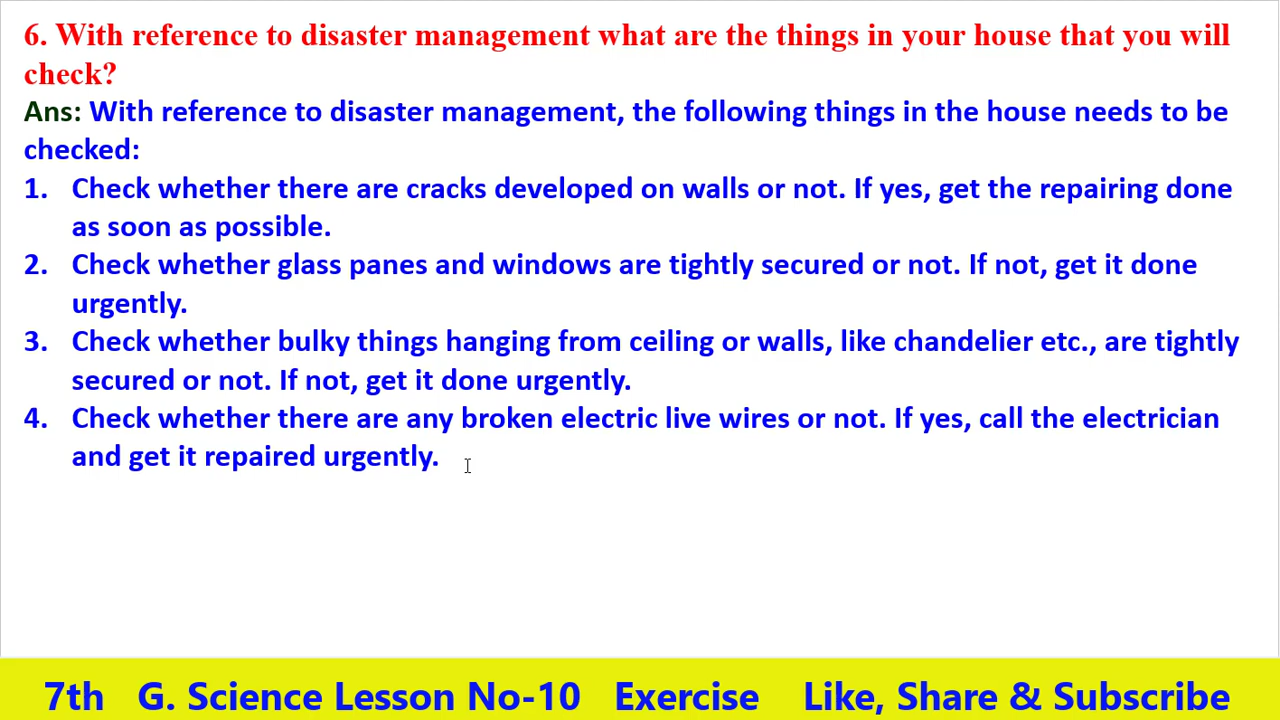 6. With reference to disaster management what are the things in your house that you will
check?
Ans: With reference to disaster management, the following things in the house needs to be
checked:
1. Check whether there are cracks developed on walls or not. If yes, get the repairing done
as soon as possible.
2. Check whether glass panes and windows are tightly secured or not. If not, get it done
urgently.
3. Check whether bulky things hanging from ceiling or walls, like chandelier etc., are tightly
secured or not. If not, get it done urgently.
4. Check whether there are any broken electric live wires or not. If yes, call the electrician
and get it repaired urgently.
7th G. Science Lesson No-10 Exercise Like, Share & Subscribe